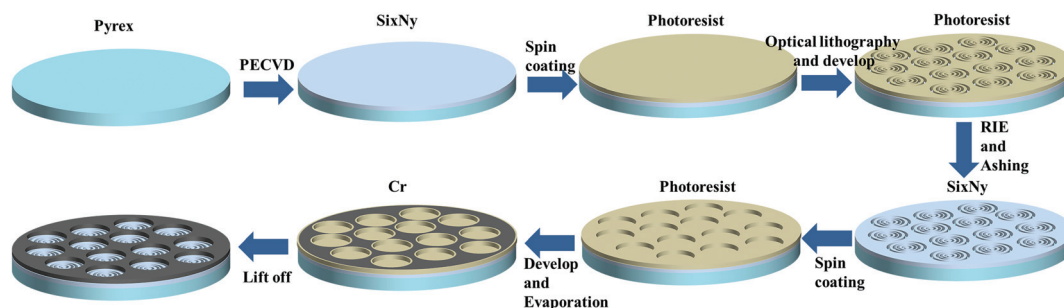 Pyrex
SixNy
Photoresist
Photoresist
PECVD
Spin
coating
Optical lithography
and develop
RIE
and
Ashing
Cr
Photoresist
SixNy
Lift off
Develop
and
Evaporation
Spin
coating